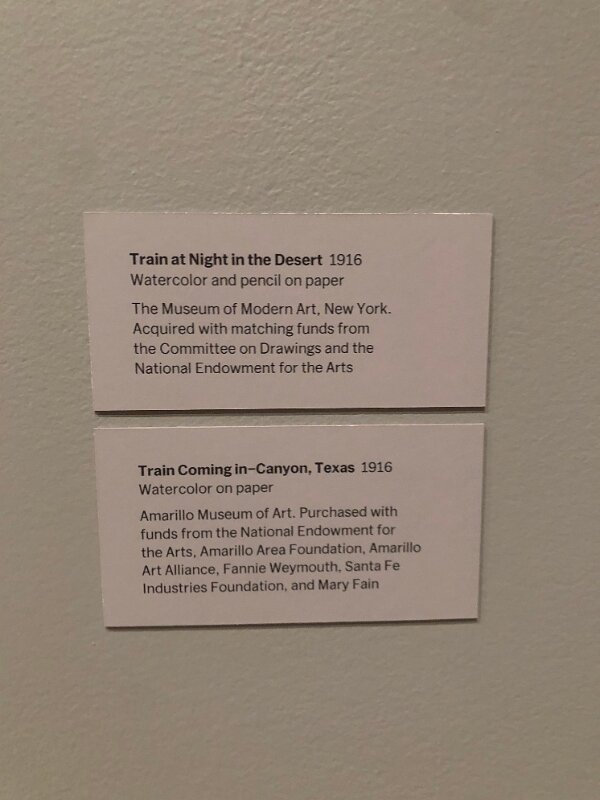 Train at Night in the Desert 1916
Watercolor and pencil on paper
The Museum of Modern Art, New York.
Acquired with matching funds from
the Committee on Drawings and the
National Endowment for the Arts
Train Coming in–Canyon, Texas 1916
Watercolor on paper
Amarillo Museum of Art. Purchased with
funds from the National Endowment for
the Arts, Amarillo Area Foundation, Amarillo
Art Alliance, Fannie Weymouth, Santa Fe
Industries Foundation, and Mary Fain